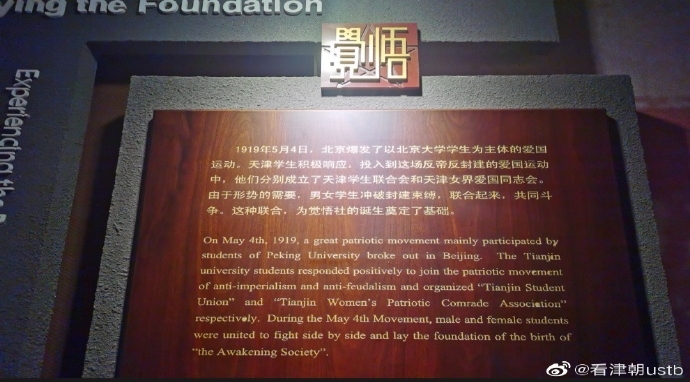 ying the Foundation
Experiencing the
覺悟
1919年5月4日，北京爆发了以北京大学学生为主体的爱国
运动。天津学生积极响应，投入到这场反帝反封建的爱国运动
中，他们分别成立了天津学生联合会和天津女界爱国同志会。
由于形势的需要，男女学生冲破封建束缚，联合起来，共同斗
争。这种联合，为觉悟社的诞生奠定了基础。
On May 4th, 1919, a great patriotic movement mainly participated by
students of Peking University broke out in Beijing. The Tianjin
university students responded positively to join the patriotic movement
of anti-imperialism and anti-feudalism and organized "Tianjin Student
Union" and "Tianjin Women's Patriotic Comrade Association"
respectively. During the May 4th Movement, male and female students
were united to fight side by side and lay the foundation of the birth of
"the Awakening Society".
@看津朝ustb